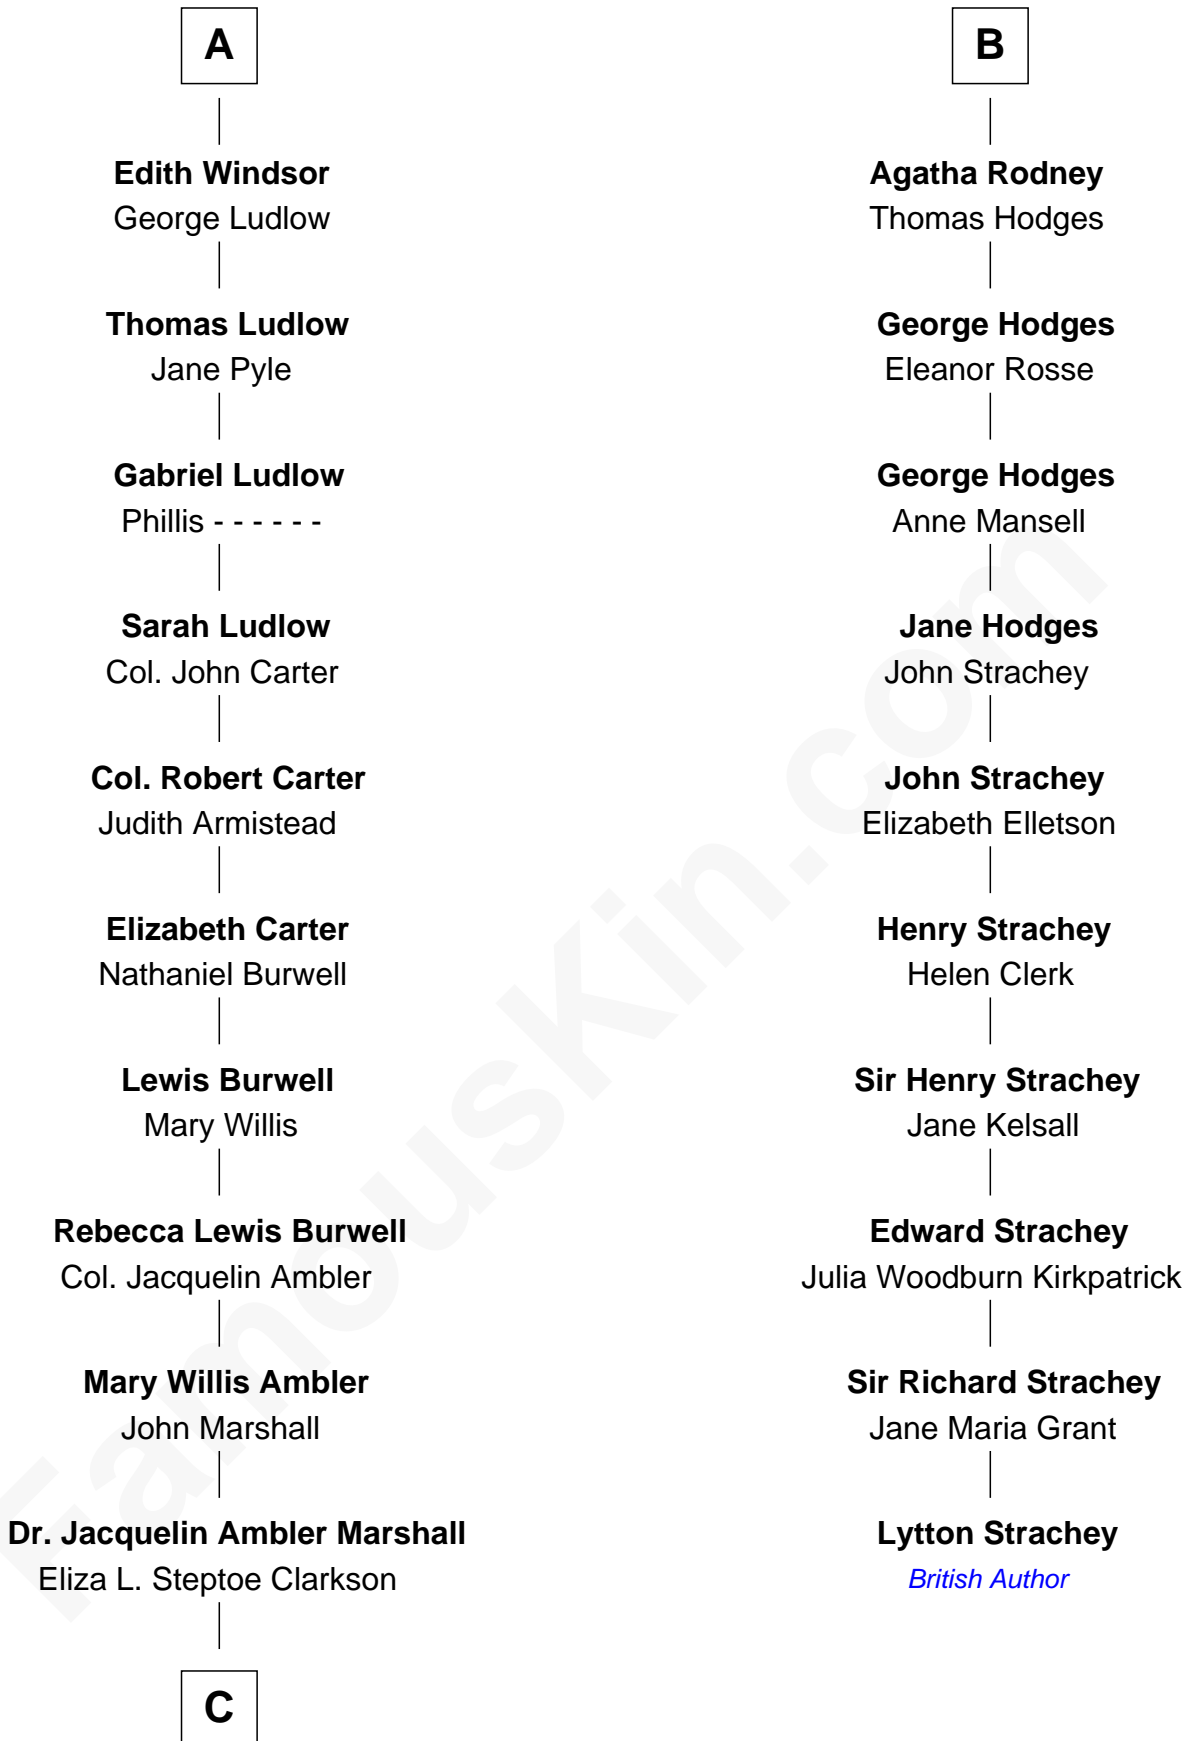 A
Edith Windsor
George Ludlow
Thomas Ludlow
Jane Pyle
Gabriel Ludlow
Phillis - - - - - -
Sarah Ludlow
Col. John Carter
Col. Robert Carter
Judith Armistead
Elizabeth Carter
Nathaniel Burwell
Lewis Burwell
Mary Willis
Rebecca Lewis Burwell
Col. Jacquelin Ambler
Mary Willis Ambler
John Marshall
Dr. Jacquelin Ambler Marshall
Eliza L. Steptoe Clarkson
C
B
Agatha Rodney
Thomas Hodges
George Hodges
Eleanor Rosse
George Hodges
Anne Mansell
Jane Hodges
John Strachey
John Strachey
Elizabeth Elletson
Henry Strachey
Helen Clerk
Sir Henry Strachey
Jane Kelsall
Edward Strachey
Julia Woodburn Kirkpatrick
Sir Richard Strachey
Jane Maria Grant
Lytton Strachey
British Author
FamousKin.com